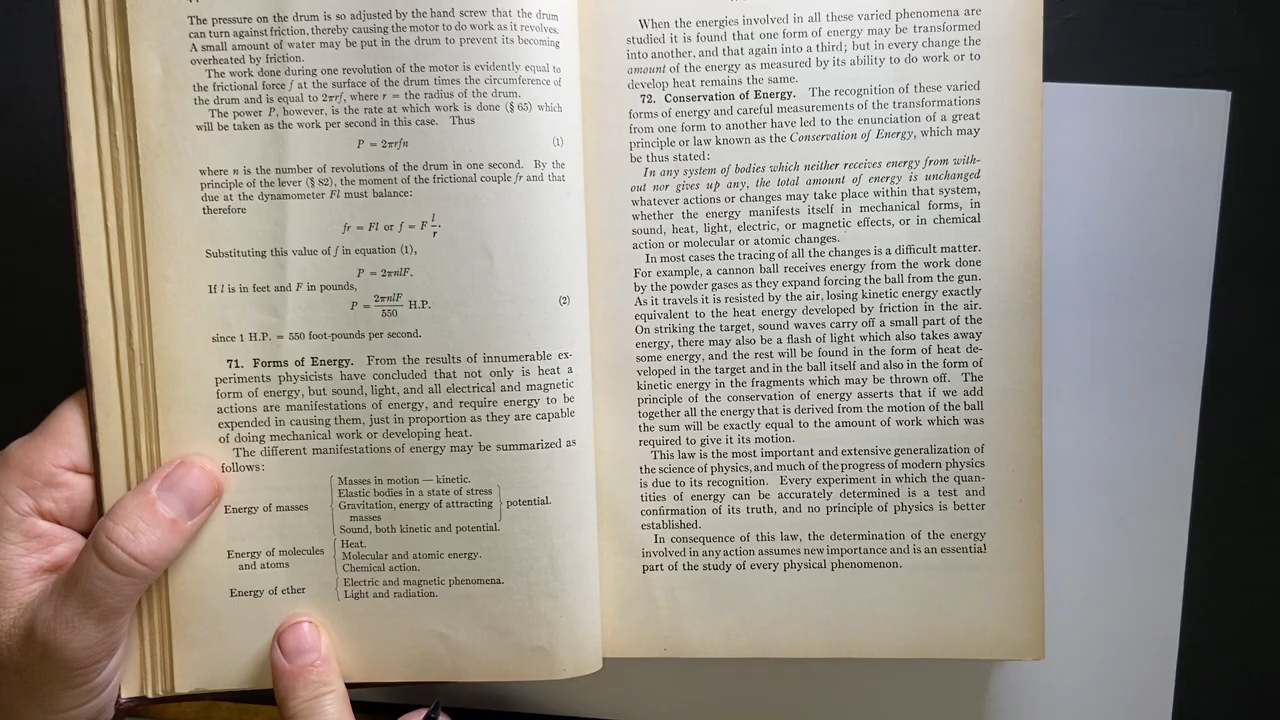 The pressure on the drum is so adjusted by the hand screw that the drum
can turn against friction, thereby causing the motor to do work as it revolves.
A small amount of water may be put in the drum to prevent its becoming
overheated by friction.
The work done during one revolution of the motor is evidently equal to
the frictional force f at the surface of the drum times the circumference of
the drum and is equal to 2πrf, where r = the radius of the drum.
The power P, however, is the rate at which work is done (§ 65) which
will be taken as the work per second in this case. Thus
P = 2πrfn (1)
where n is the number of revolutions of the drum in one second. By the
principle of the lever (§ 82), the moment of the frictional couple fr and that
due at the dynamometer Fl must balance:
therefore
fr = Fl or f = F l/r.
Substituting this value of f in equation (1),
P = 2πnlF.
If l is in feet and F in pounds,
P = 2πnlF/550 H.P. (2)
since 1 H.P. = 550 foot-pounds per second.
71. Forms of Energy. From the results of innumerable ex-
periments physicists have concluded that not only is heat a
form of energy, but sound, light, and all electrical and magnetic
actions are manifestations of energy, and require energy to be
expended in causing them, just in proportion as they are capable
of doing mechanical work or developing heat.
The different manifestations of energy may be summarized as
follows:
Energy of masses
Masses in motion — kinetic.
Elastic bodies in a state of stress
Gravitation, energy of attracting
masses
potential.
Sound, both kinetic and potential.
Energy of molecules
and atoms
Heat.
Molecular and atomic energy.
Chemical action.
Energy of ether
Electric and magnetic phenomena.
Light and radiation.
When the energies involved in all these varied phenomena are
studied it is found that one form of energy may be transformed
into another, and that again into a third; but in every change the
amount of the energy as measured by its ability to do work or to
develop heat remains the same.
72. Conservation of Energy. The recognition of these varied
forms of energy and careful measurements of the transformations
from one form to another have led to the enunciation of a great
principle or law known as the Conservation of Energy, which may
be thus stated:
In any system of bodies which neither receives energy from with-
out nor gives up any, the total amount of energy is unchanged
whatever actions or changes may take place within that system,
whether the energy manifests itself in mechanical forms, in
sound, heat, light, electric, or magnetic effects, or in chemical
action or molecular or atomic changes.
In most cases the tracing of all the changes is a difficult matter.
For example, a cannon ball receives energy from the work done
by the powder gases as they expand forcing the ball from the gun.
As it travels it is resisted by the air, losing kinetic energy exactly
equivalent to the heat energy developed by friction in the air.
On striking the target, sound waves carry off a small part of the
energy, there may also be a flash of light which also takes away
some energy, and the rest will be found in the form of heat de-
veloped in the target and in the ball itself and also in the form of
kinetic energy in the fragments which may be thrown off. The
principle of the conservation of energy asserts that if we add
together all the energy that is derived from the motion of the ball
the sum will be exactly equal to the amount of work which was
required to give it its motion.
This law is the most important and extensive generalization of
the science of physics, and much of the progress of modern physics
is due to its recognition. Every experiment in which the quan-
tities of energy can be accurately determined is a test and
confirmation of its truth, and no principle of physics is better
established.
In consequence of this law, the determination of the energy
involved in any action assumes new importance and is an essential
part of the study of every physical phenomenon.